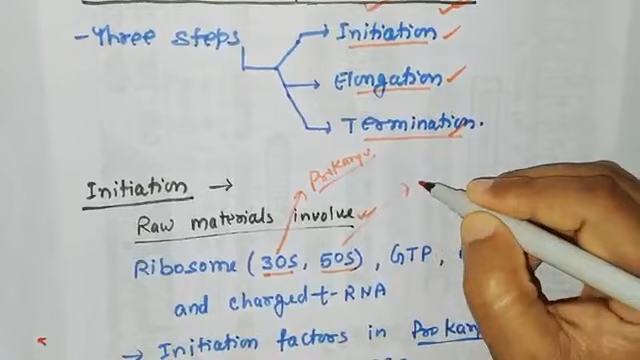 -Three steps
→ Initiation
→ Elongation
→ Termination.
Initiation →
Prokaryo.
Raw materials involve
Ribosome (30S, 50S), GTP,
and charged t-RNA
→ Initiation factors in Prokary